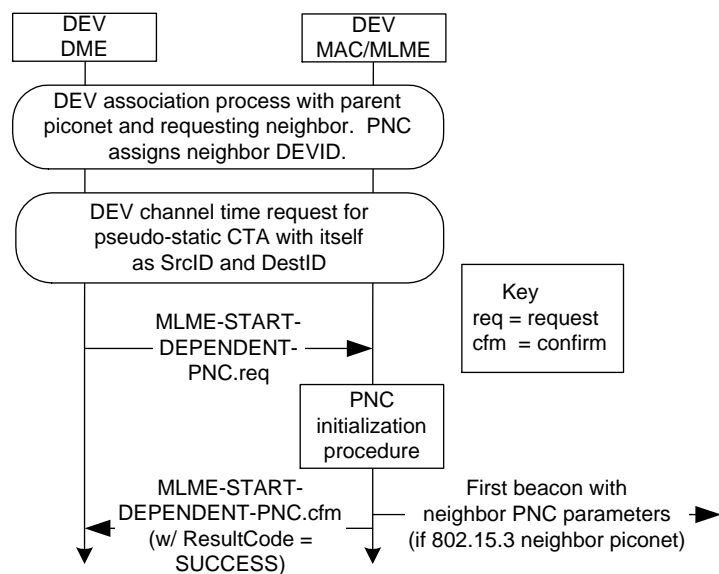 DEV
DME
DEV
MAC/MLME
DEV association process with parent
piconet and requesting neighbor. PNC
assigns neighbor DEVID.
DEV channel time request for
pseudo-static CTA with itself
as SrcID and DestID
Key
req = request
cfm = confirm
MLME-START-
DEPENDENT-
PNC.req
PNC
initialization
procedure
MLME-START-
DEPENDENT-PNC.cfm
(w/ ResultCode =
SUCCESS)
First beacon with
neighbor PNC parameters
(if 802.15.3 neighbor piconet)